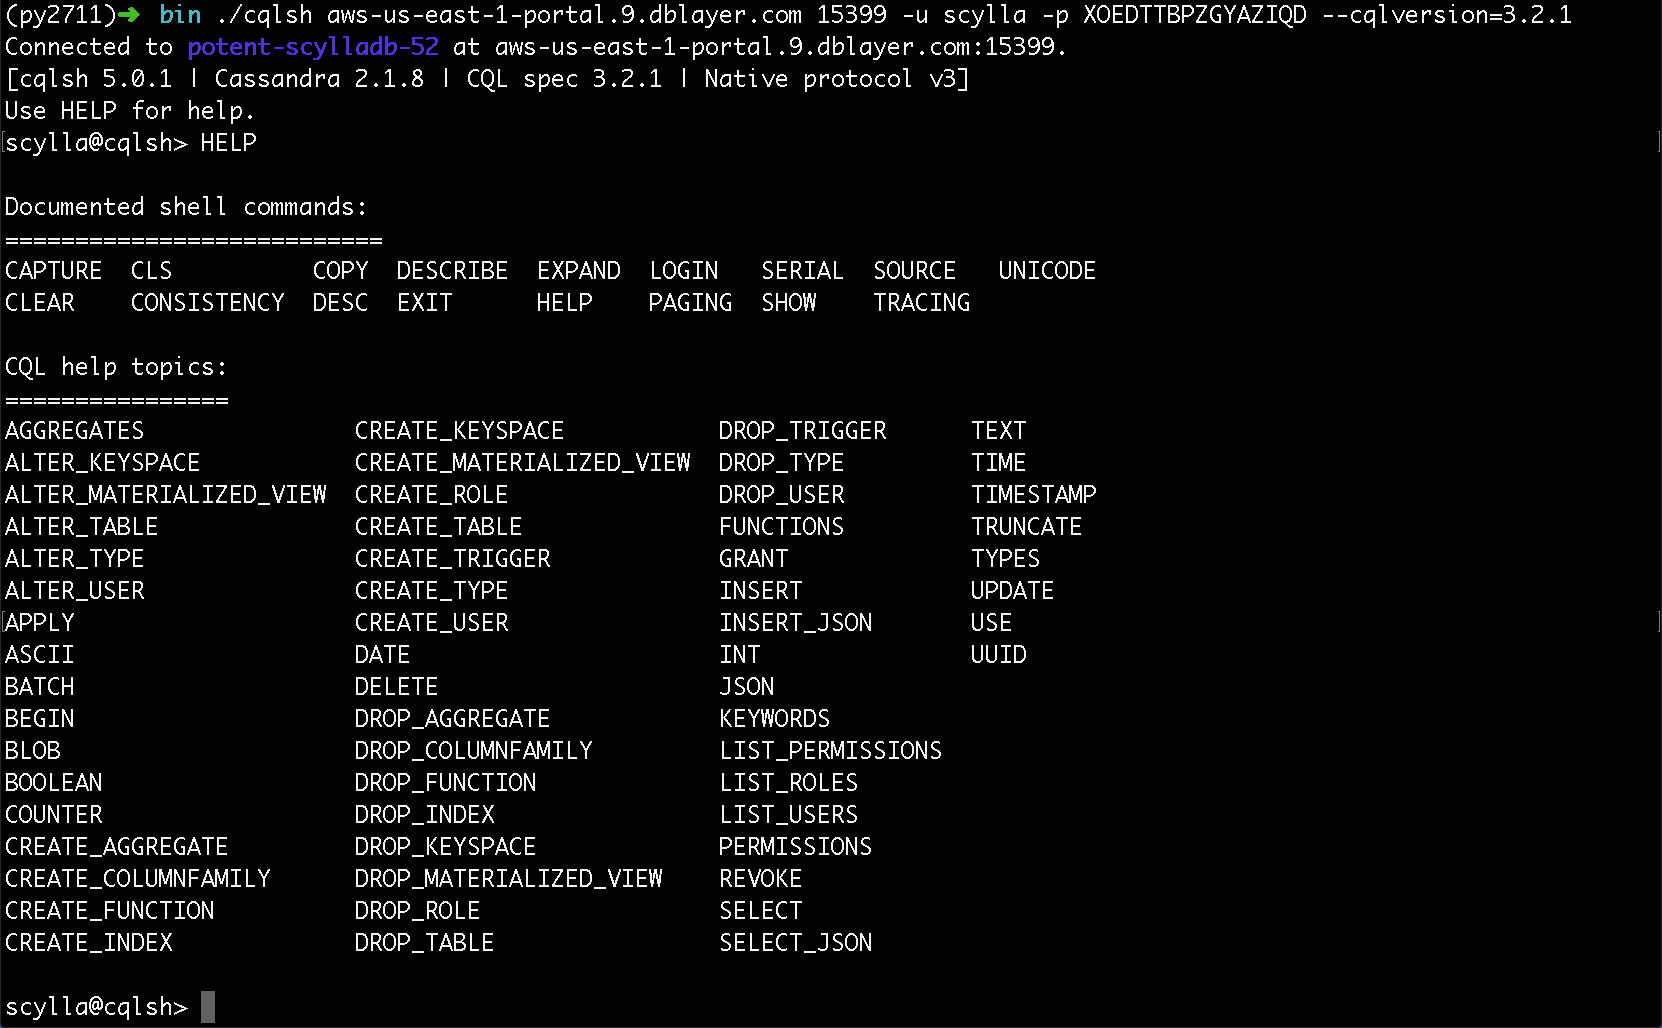 (py2711)➜ bin ./cqlsh aws-us-east-1-portal.9.dblayer.com 15399 -u scylla -p XOEDTTBPZGYAZIQD --cqlversion=3.2.1
Connected to potent-scylladb-52 at aws-us-east-1-portal.9.dblayer.com:15399.
[cqlsh 5.0.1 | Cassandra 2.1.8 | CQL spec 3.2.1 | Native protocol v3]
Use HELP for help.
scylla@cqlsh> HELP
Documented shell commands:
===========================
CAPTURE  CLS          COPY  DESCRIBE  EXPAND  LOGIN   SERIAL  SOURCE   UNICODE
CLEAR    CONSISTENCY  DESC  EXIT      HELP    PAGING  SHOW    TRACING
CQL help topics:
================
AGGREGATES               CREATE_KEYSPACE           DROP_TRIGGER      TEXT
ALTER_KEYSPACE           CREATE_MATERIALIZED_VIEW  DROP_TYPE         TIME
ALTER_MATERIALIZED_VIEW  CREATE_ROLE               DROP_USER         TIMESTAMP
ALTER_TABLE              CREATE_TABLE              FUNCTIONS         TRUNCATE
ALTER_TYPE               CREATE_TRIGGER            GRANT             TYPES
ALTER_USER               CREATE_TYPE               INSERT            UPDATE
APPLY                    CREATE_USER               INSERT_JSON       USE
ASCII                    DATE                      INT               UUID
BATCH                    DELETE                    JSON
BEGIN                    DROP_AGGREGATE            KEYWORDS
BLOB                     DROP_COLUMNFAMILY         LIST_PERMISSIONS
BOOLEAN                  DROP_FUNCTION             LIST_ROLES
COUNTER                  DROP_INDEX                LIST_USERS
CREATE_AGGREGATE         DROP_KEYSPACE             PERMISSIONS
CREATE_COLUMNFAMILY      DROP_MATERIALIZED_VIEW    REVOKE
CREATE_FUNCTION          DROP_ROLE                 SELECT
CREATE_INDEX             DROP_TABLE                SELECT_JSON
scylla@cqlsh>